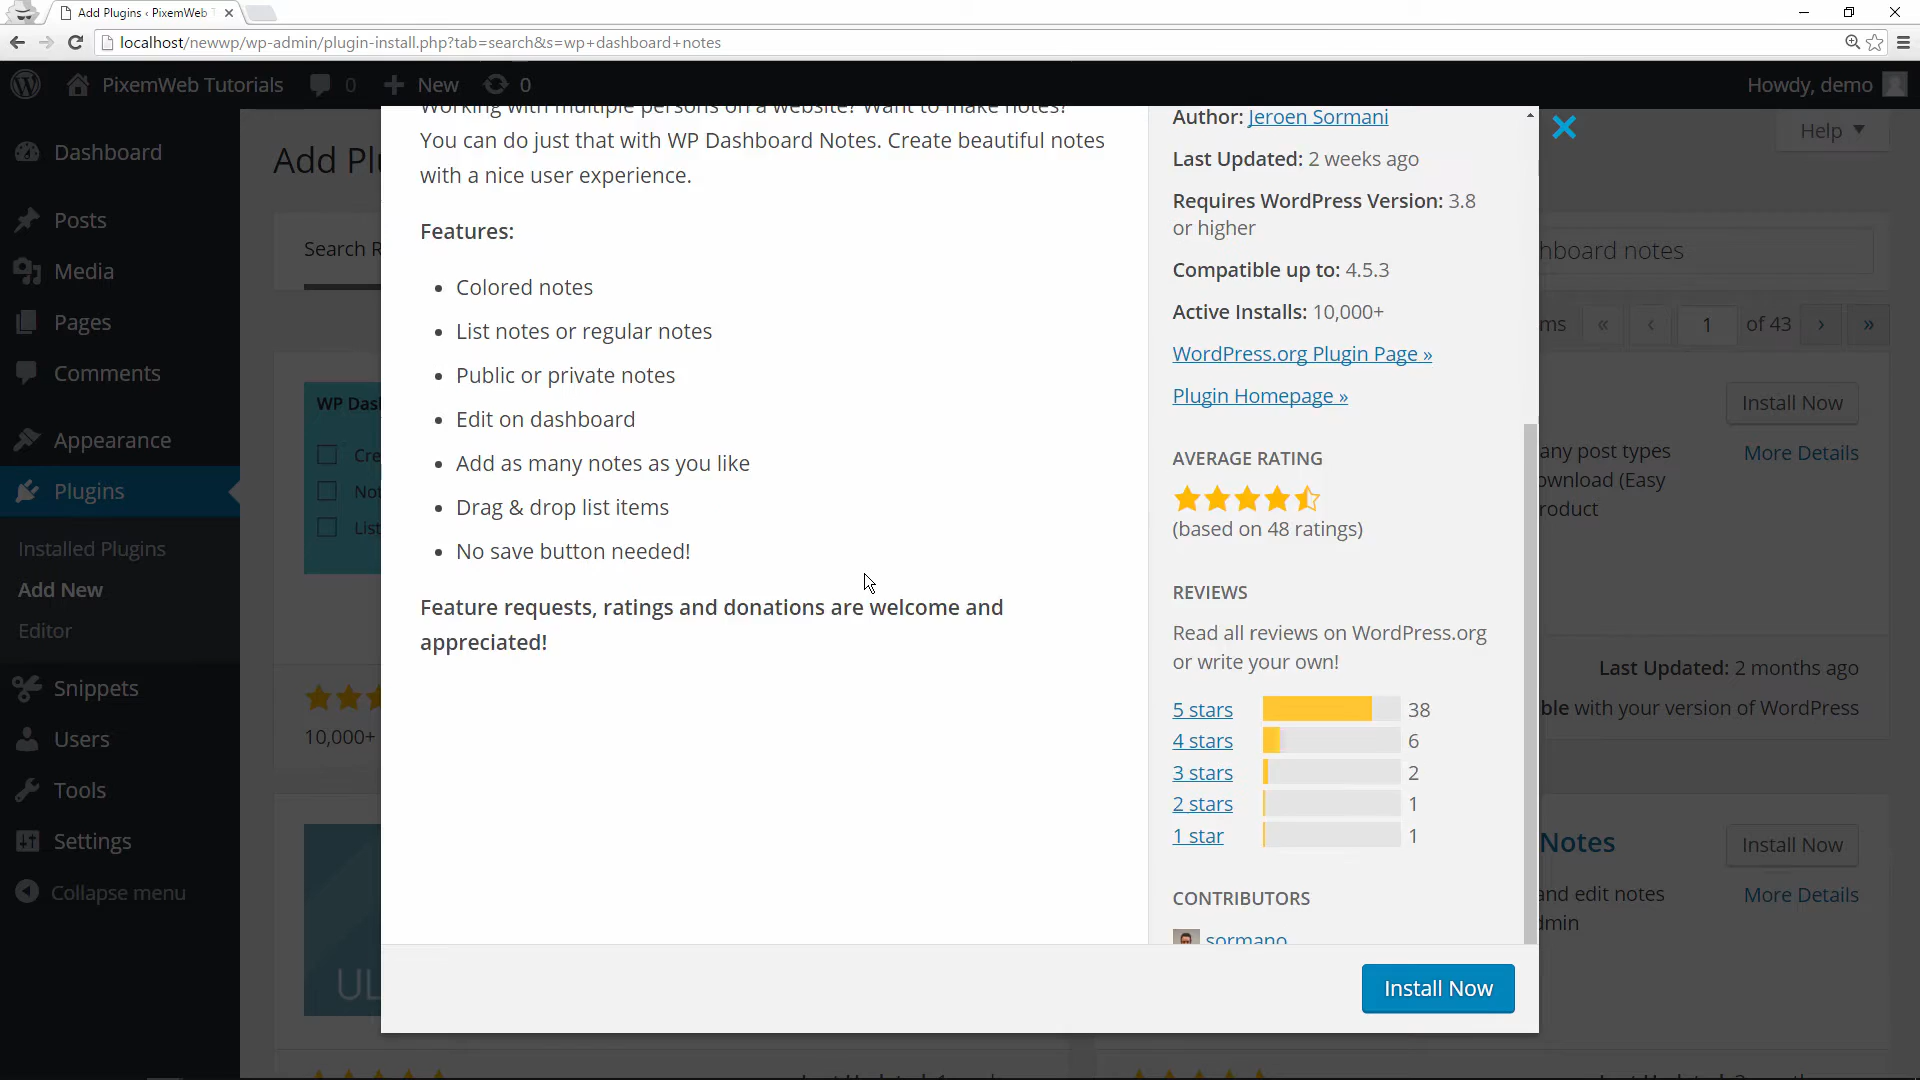 Add Plugins ‹ PixemWeb T
localhost/newwp/wp-admin/plugin-install.php?tab=search&s=wp+dashboard+notes
PixemWeb Tutorials 0 New 0 Howdy, demo
Dashboard
Posts
Media
Pages
Comments
Appearance
Plugins
Installed Plugins
Add New
Editor
Snippets
Users
Tools
Settings
Collapse menu
Add Pl
Help
Search R
hboard notes
ms « ‹ 1 of 43 › »
WP Das
Cre
Not
List
10,000+
UL
Install Now
any post types
More Details
ownload (Easy
roduct
Last Updated: 2 months ago
ble with your version of WordPress
Notes
Install Now
and edit notes
More Details
dmin
Working with multiple persons on a website? Want to make notes?
You can do just that with WP Dashboard Notes. Create beautiful notes
with a nice user experience.
Features:
• Colored notes
• List notes or regular notes
• Public or private notes
• Edit on dashboard
• Add as many notes as you like
• Drag & drop list items
• No save button needed!
Feature requests, ratings and donations are welcome and
appreciated!
Author: Jeroen Sormani
Last Updated: 2 weeks ago
Requires WordPress Version: 3.8
or higher
Compatible up to: 4.5.3
Active Installs: 10,000+
WordPress.org Plugin Page »
Plugin Homepage »
AVERAGE RATING
(based on 48 ratings)
REVIEWS
Read all reviews on WordPress.org
or write your own!
5 stars 38
4 stars 6
3 stars 2
2 stars 1
1 star 1
CONTRIBUTORS
sormano
Install Now